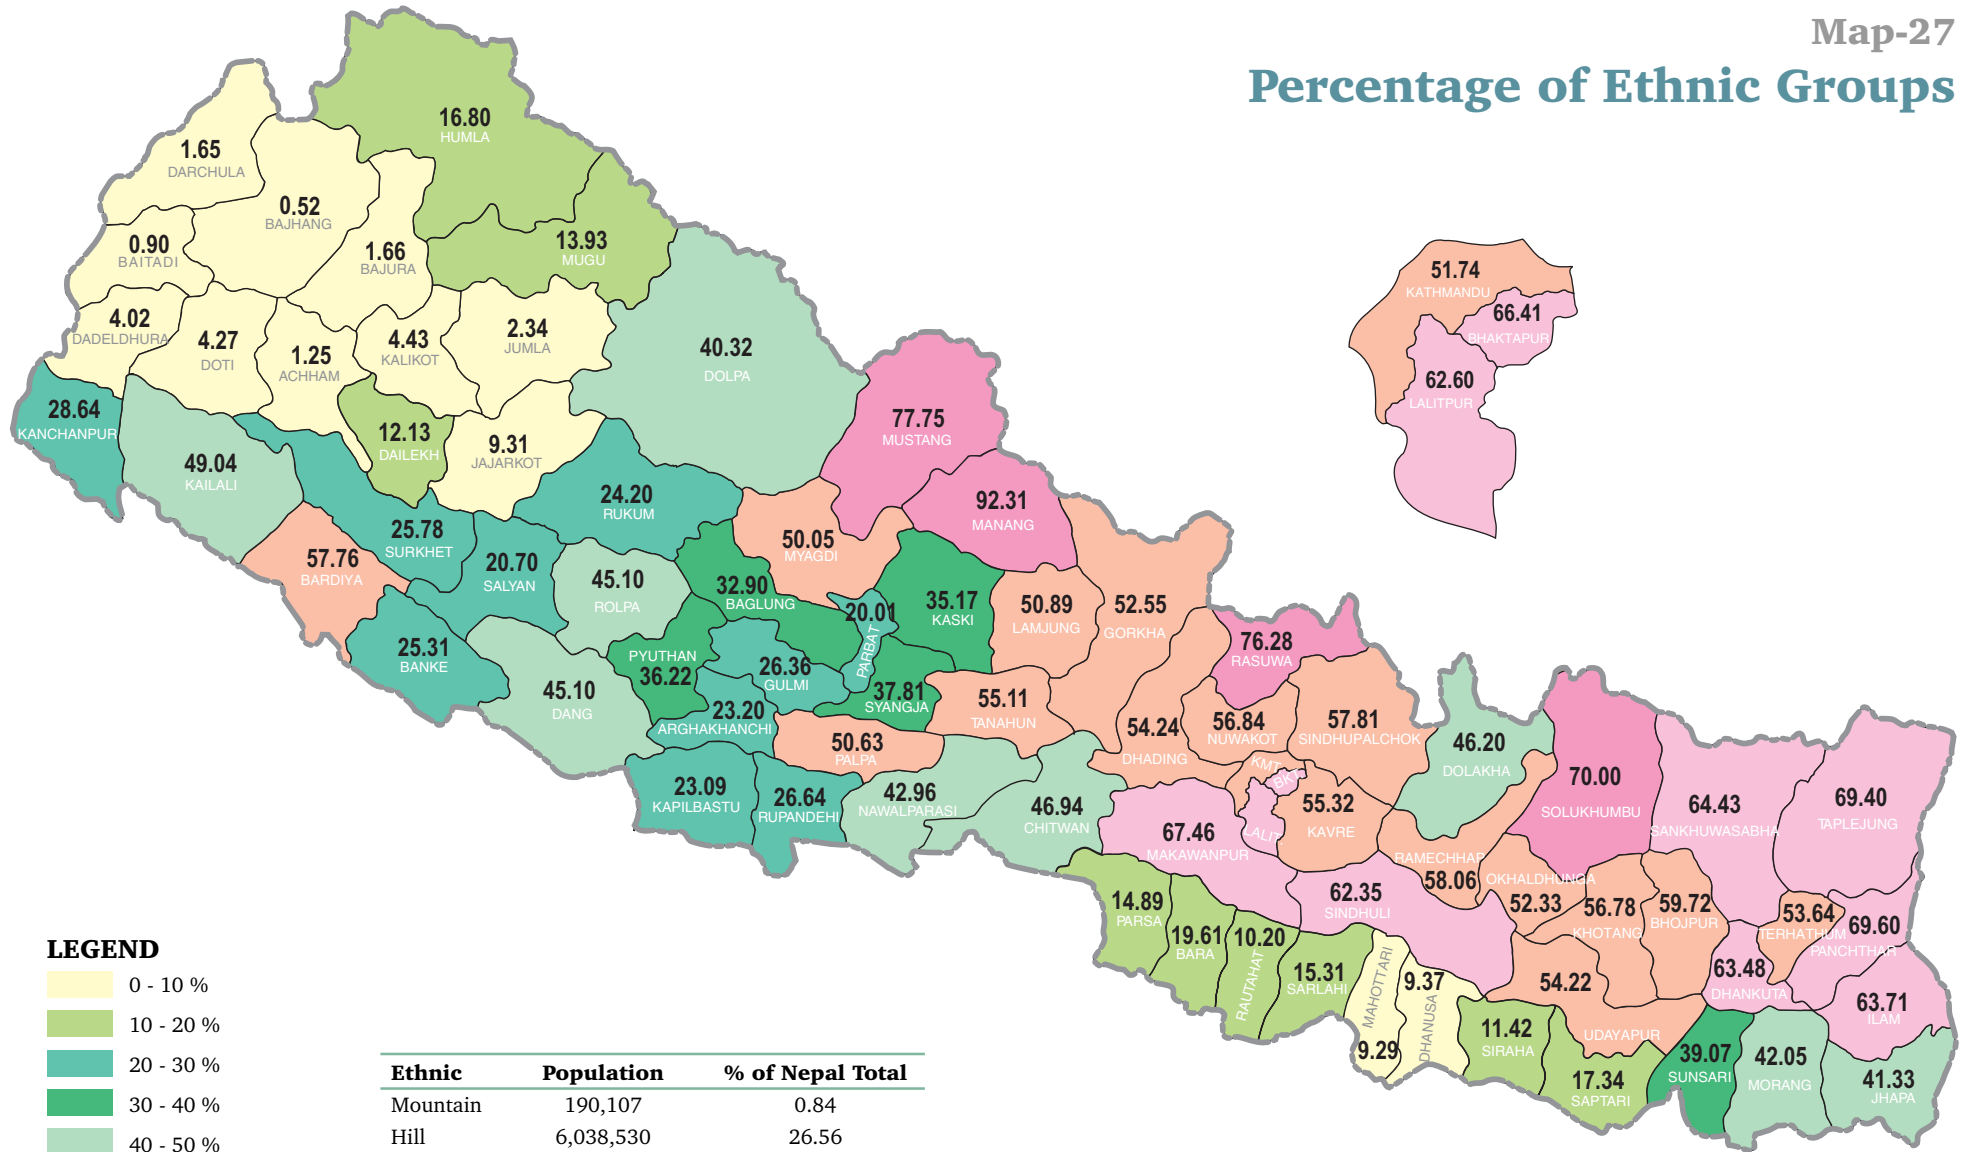 Map-27
Percentage of Ethnic Groups
16.80
HUMLA
1.65
DARCHULA
0.52
BAJHANG
0.90
BAITADI
1.66
BAJURA
13.93
MUGU
4.02
DADELDHURA
4.27
DOTI
1.25
ACHHAM
4.43
KALIKOT
2.34
JUMLA
40.32
DOLPA
28.64
KANCHANPUR
49.04
KAILALI
12.13
DAILEKH
9.31
JAJARKOT
77.75
MUSTANG
92.31
MANANG
24.20
RUKUM
25.78
SURKHET
20.70
SALYAN
57.76
BARDIYA
45.10
ROLPA
50.05
MYAGDI
32.90
BAGLUNG
20.01
PARBAT
35.17
KASKI
50.89
LAMJUNG
52.55
GORKHA
25.31
BANKE
45.10
DANG
PYUTHAN
36.22
26.36
GULMI
23.20
ARGHAKHANCHI
37.81
SYANGJA
55.11
TANAHUN
50.63
PALPA
23.09
KAPILBASTU
26.64
RUPANDEHI
42.96
NAWALPARASI
46.94
CHITWAN
54.24
DHADING
76.28
RASUWA
56.84
NUWAKOT
57.81
SINDHUPALCHOK
KMT
BKT
LALIT
55.32
KAVRE
67.46
MAKAWANPUR
46.20
DOLAKHA
70.00
SOLUKHUMBU
64.43
SANKHUWASABHA
69.40
TAPLEJUNG
RAMECHHAP
58.06
OKHALDHUNGA
52.33
56.78
KHOTANG
59.72
BHOJPUR
53.64
TERHATHUM
69.60
PANCHTHAR
62.35
SINDHULI
14.89
PARSA
19.61
BARA
10.20
RAUTAHAT
15.31
SARLAHI
MAHOTTARI
9.29
9.37
DHANUSA
11.42
SIRAHA
54.22
UDAYAPUR
17.34
SAPTARI
63.48
DHANKUTA
63.71
ILAM
39.07
SUNSARI
42.05
MORANG
41.33
JHAPA
51.74
KATHMANDU
66.41
BHAKTAPUR
62.60
LALITPUR
LEGEND
0 - 10 %
10 - 20 %
20 - 30 %
30 - 40 %
40 - 50 %
Ethnic Population % of Nepal Total
Mountain 190,107 0.84
Hill 6,038,530 26.56